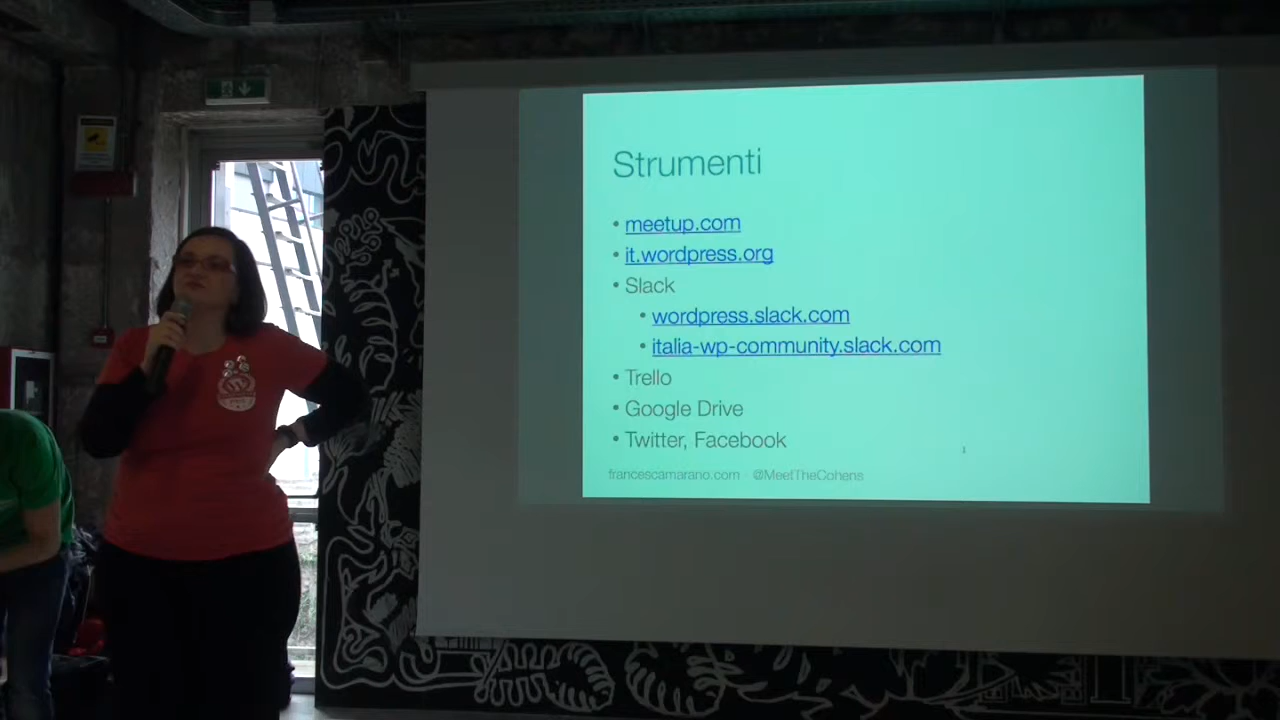 Strumenti
• meetup.com
• it.wordpress.org
• Slack
• wordpress.slack.com
• italia-wp-community.slack.com
• Trello
• Google Drive
• Twitter, Facebook
francescamarano.com - @MeetTheCohens